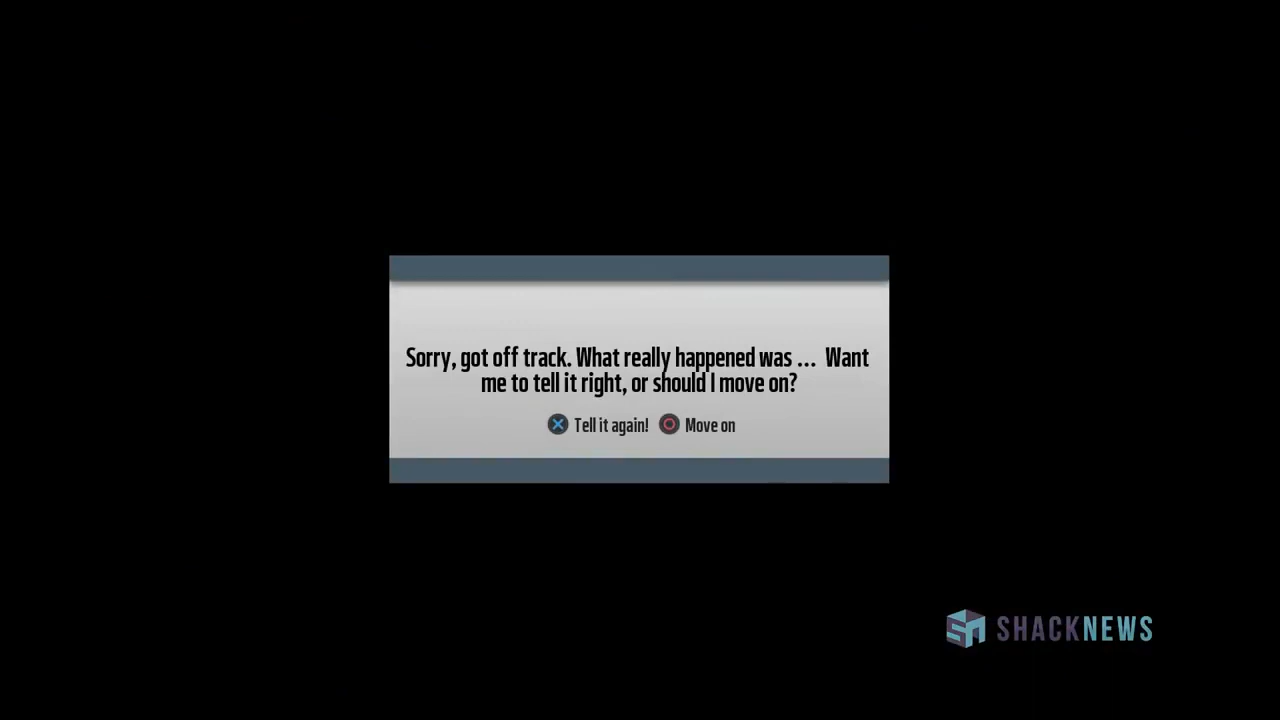 Sorry, got off track. What really happened was ... Want
me to tell it right, or should I move on?
Tell it again! Move on
SHACKNEWS